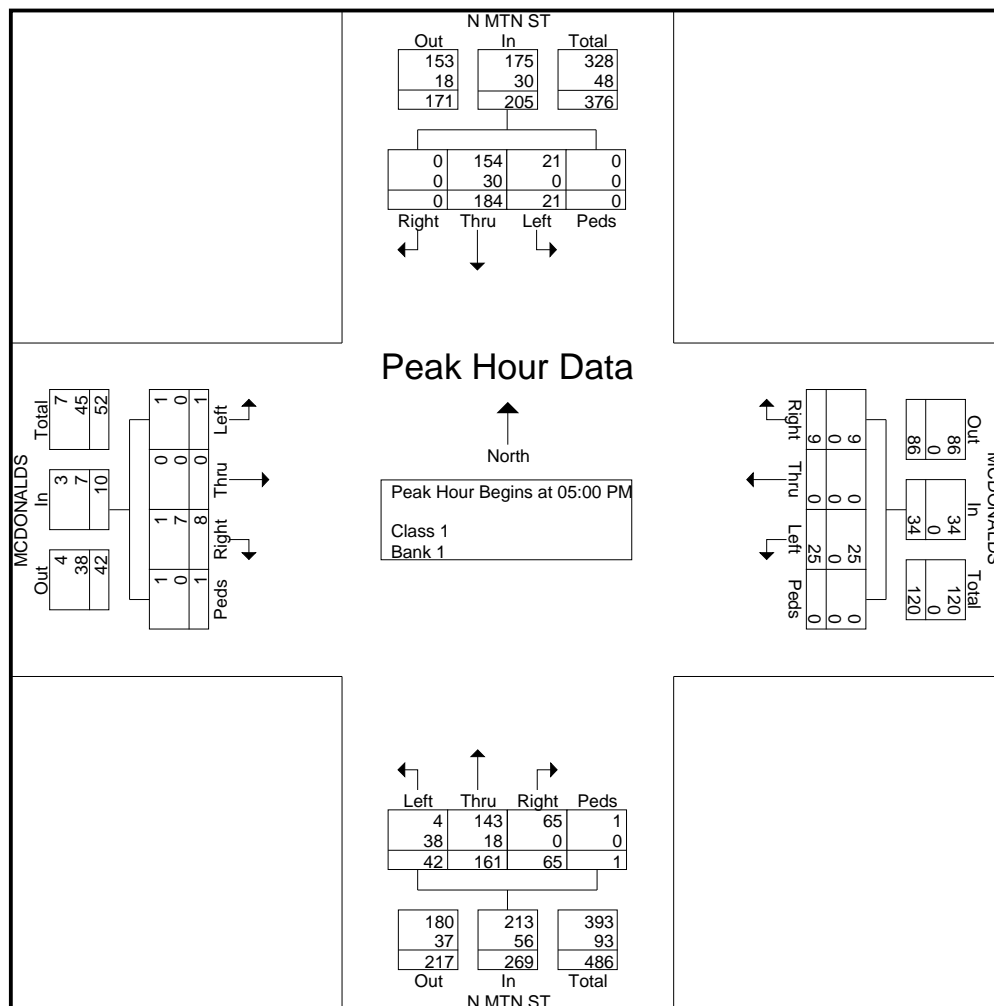 N MTN ST
Out In Total
153 175 328
18 30 48
171 205 376
0 154 21 0
0 30 0 0
0 184 21 0
Right Thru Left Peds
Peak Hour Data
North
Peak Hour Begins at 05:00 PM
Class 1
Bank 1
MCDONALDS
Out In Total
4 3 7
38 7 45
42 10 52
Peds Right Thru Left
1 1 0 1
0 7 0 0
1 8 0 1
MCDONALDS
Out In Total
86 34 120
0 0 0
86 34 120
Right Thru Left Peds
9 0 25 0
0 0 0 0
9 0 25 0
Left Thru Right Peds
4 143 65 1
38 18 0 0
42 161 65 1
180 213 393
37 56 93
217 269 486
Out In Total
N MTN ST